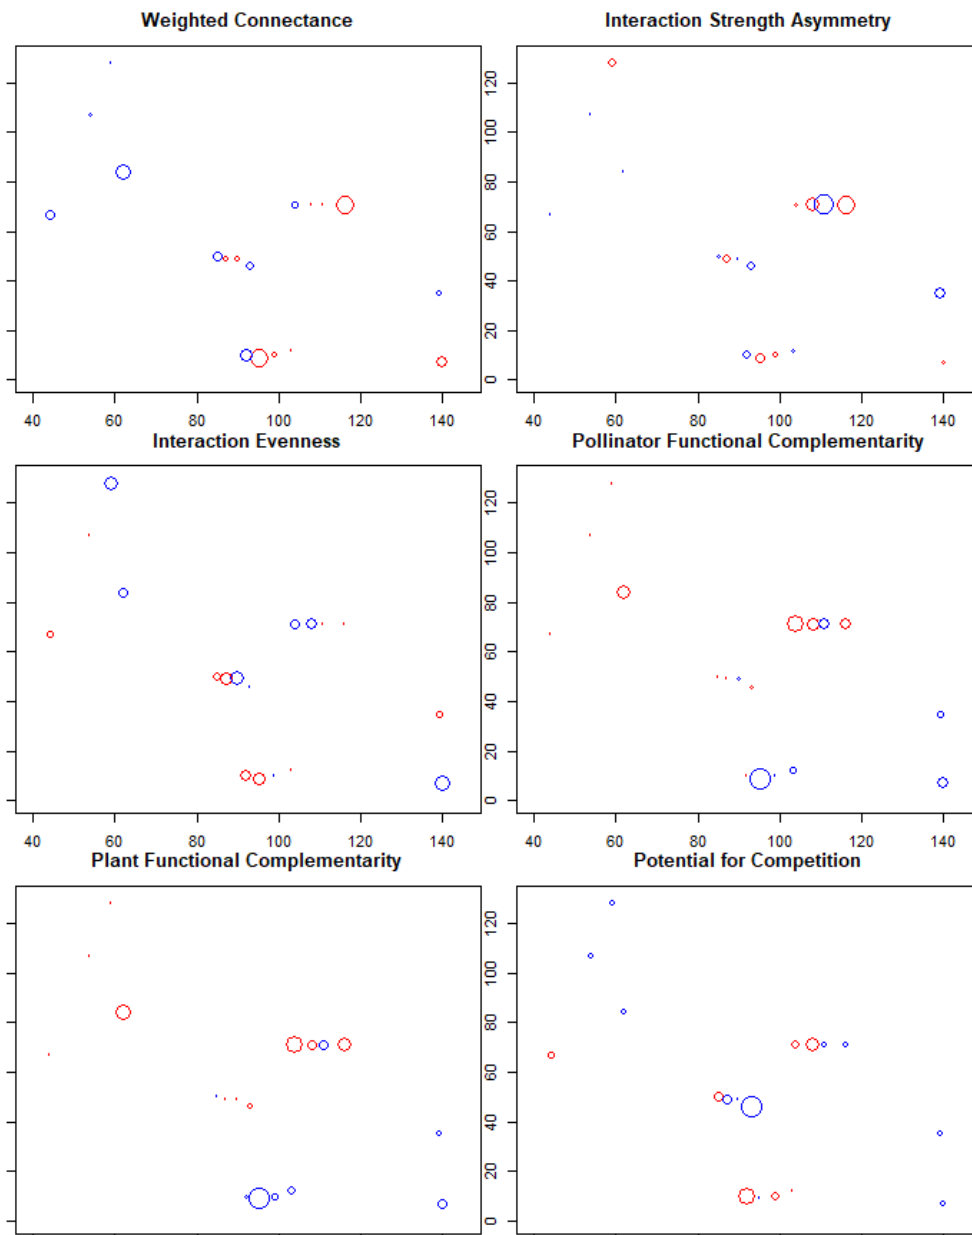 Weighted Connectance
Interaction Strength Asymmetry
0 20 40 60 80 100 120
40 60 80 100 120 140
40 60 80 100 120 140
Interaction Evenness
Pollinator Functional Complementarity
0 20 40 60 80 100 120
40 60 80 100 120 140
40 60 80 100 120 140
Plant Functional Complementarity
Potential for Competition
0 20 40 60 80 100 120